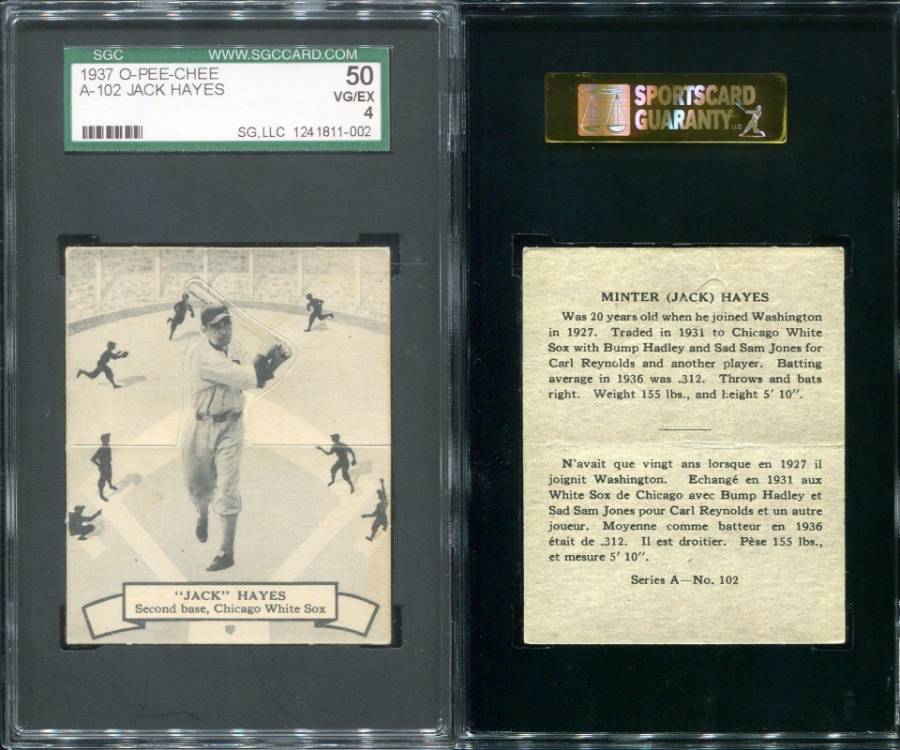 SGC WWW.SGCCARD.COM
1937 O-PEE-CHEE 50
A-102 JACK HAYES VG/EX
4
SG,LLC 1241811-002
"JACK" HAYES
Second base, Chicago White Sox
SPORTSCARD
GUARANTY LLC
MINTER (JACK) HAYES
Was 20 years old when he joined Washington
in 1927. Traded in 1931 to Chicago White
Sox with Bump Hadley and Sad Sam Jones for
Carl Reynolds and another player. Batting
average in 1936 was .312. Throws and bats
right. Weight 155 lbs., and height 5' 10".
N'avait que vingt ans lorsque en 1927 il
joignit Washington. Echangé en 1931 aux
White Sox de Chicago avec Bump Hadley et
Sad Sam Jones pour Carl Reynolds et un autre
joueur. Moyenne comme batteur en 1936
était de .312. Il est droitier. Pèse 155 lbs.,
et mesure 5' 10".
Series A—No. 102